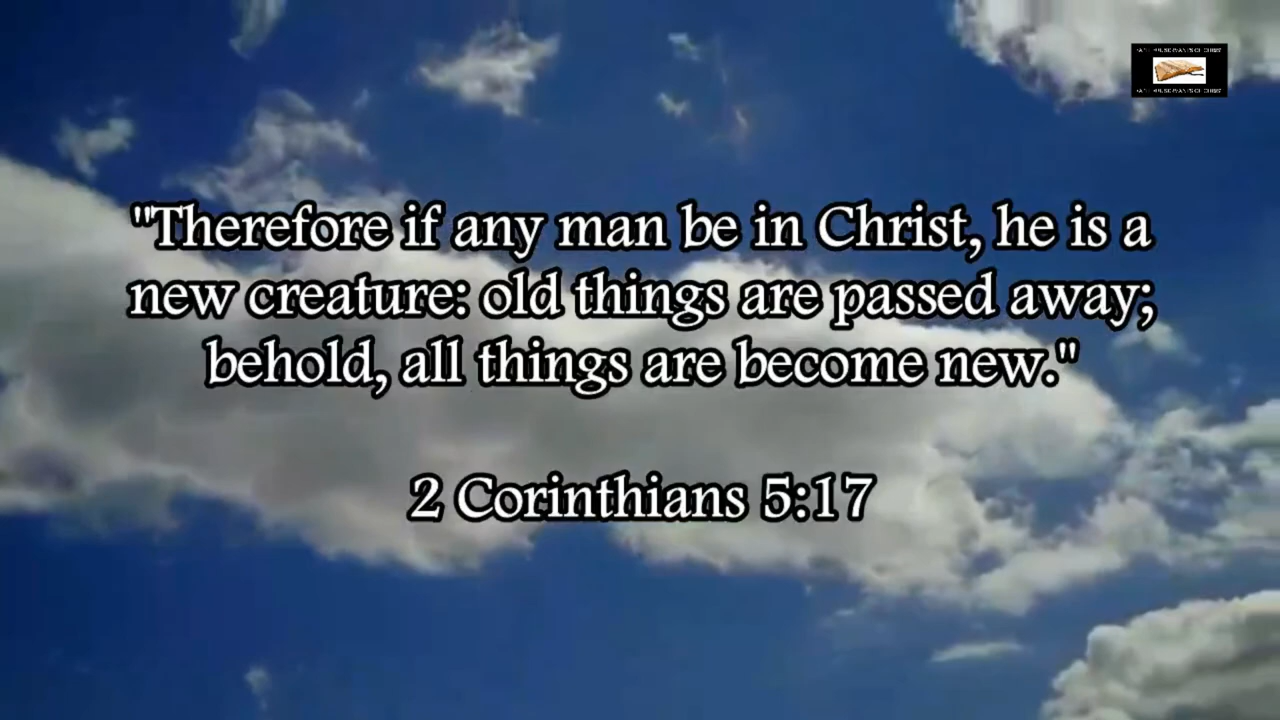 "Therefore if any man be in Christ, he is a
new creature: old things are passed away;
behold, all things are become new."
2 Corinthians 5:17